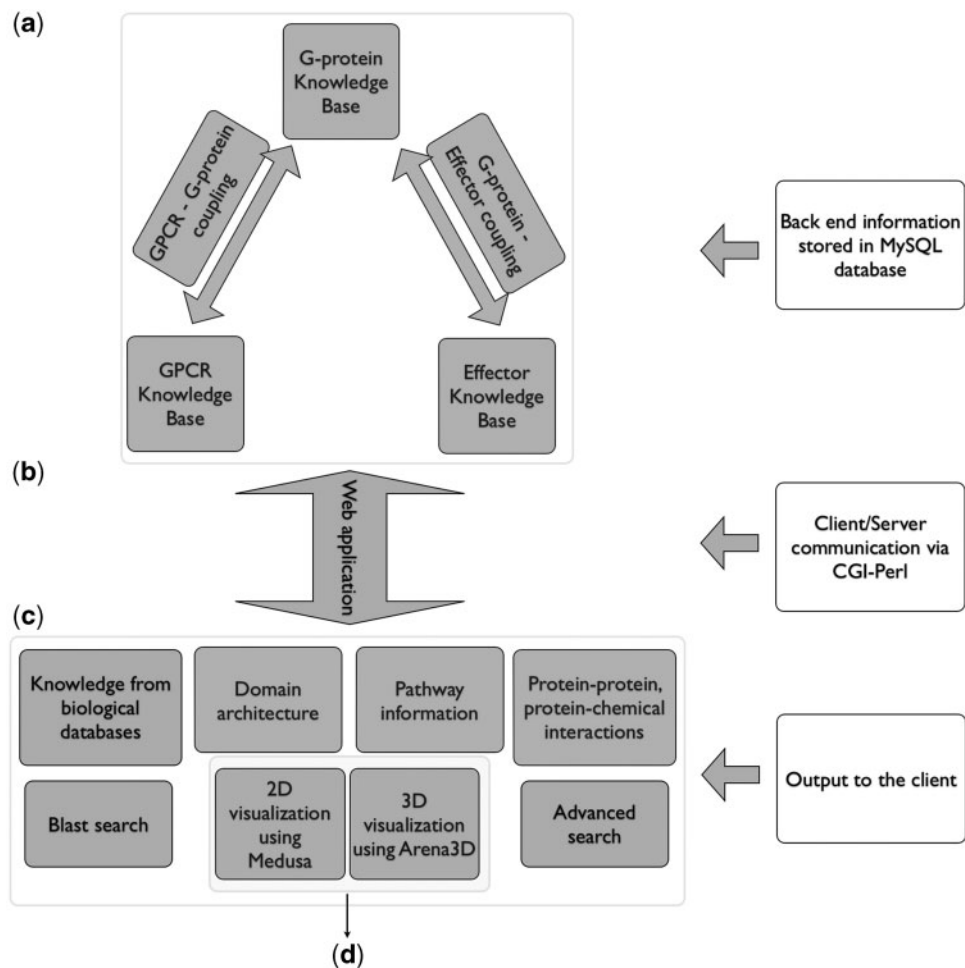 (a)
G-protein
Knowledge
Base
GPCR - G-protein
coupling
G-protein -
Effector coupling
GPCR
Knowledge
Base
Effector
Knowledge
Base
Back end information
stored in MySQL
database
(b)
Web application
Client/Server
communication via
CGI-Perl
(c)
Knowledge from
biological
databases
Domain
architecture
Pathway
information
Protein-protein,
protein-chemical
interactions
Blast search
2D
visualization
using
Medusa
3D
visualization
using Arena3D
Advanced
search
Output to the client
(d)